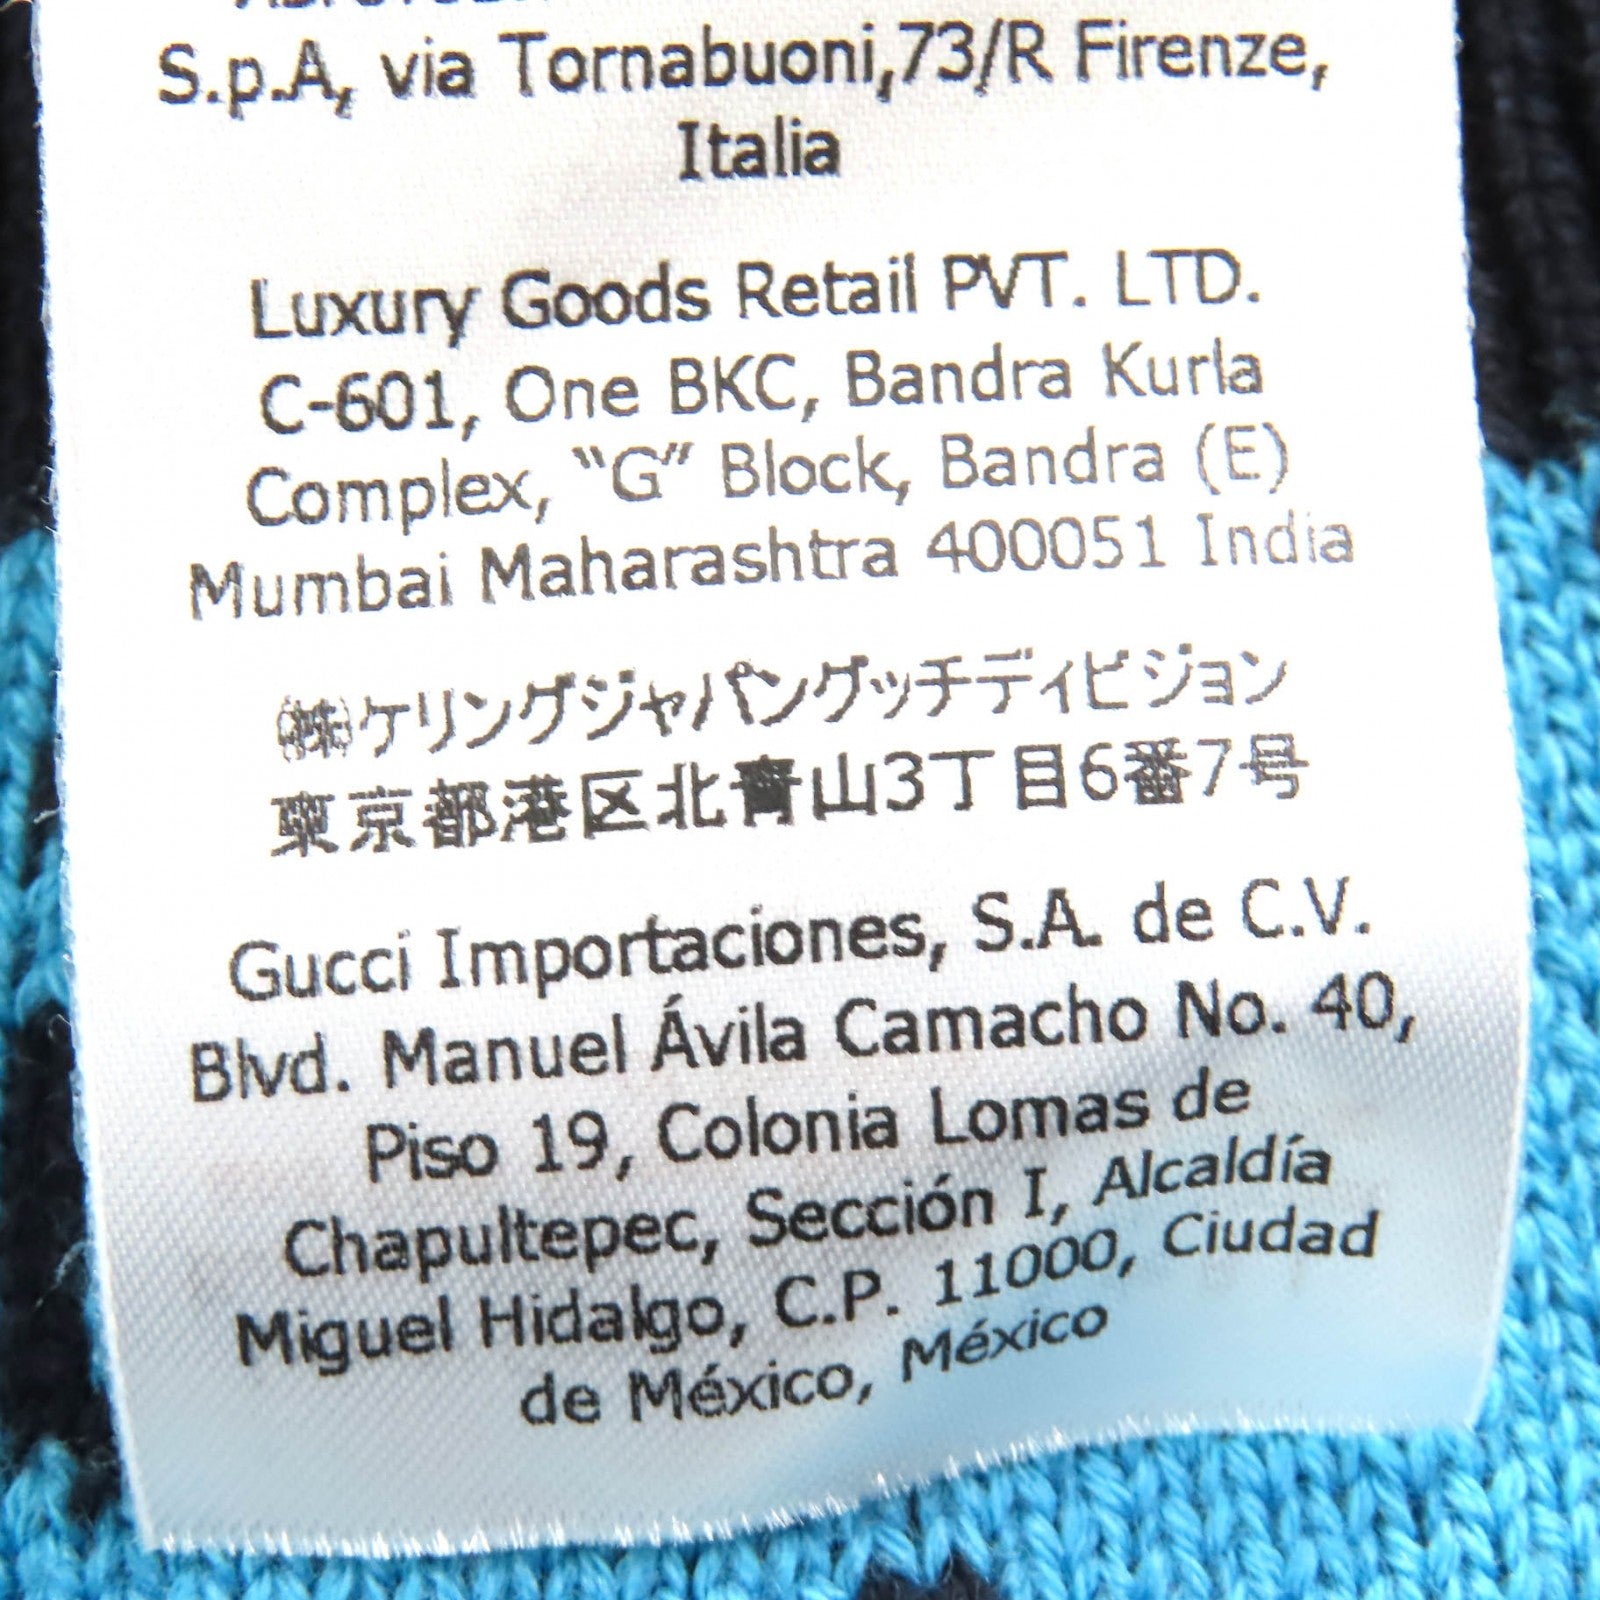 S.p.A, via Tornabuoni,73/R Firenze,
Italia
Luxury Goods Retail PVT. LTD.
C-601, One BKC, Bandra Kurla
Complex, “G” Block, Bandra (E)
Mumbai Maharashtra 400051 India
㈱ケリングジャパングッチディビジョン
東京都港区北青山3丁目6番7号
Gucci Importaciones, S.A. de C.V.
Blvd. Manuel Ávila Camacho No. 40,
Piso 19, Colonia Lomas de
Chapultepec, Sección I, Alcaldía
Miguel Hidalgo, C.P. 11000, Ciudad
de México, México